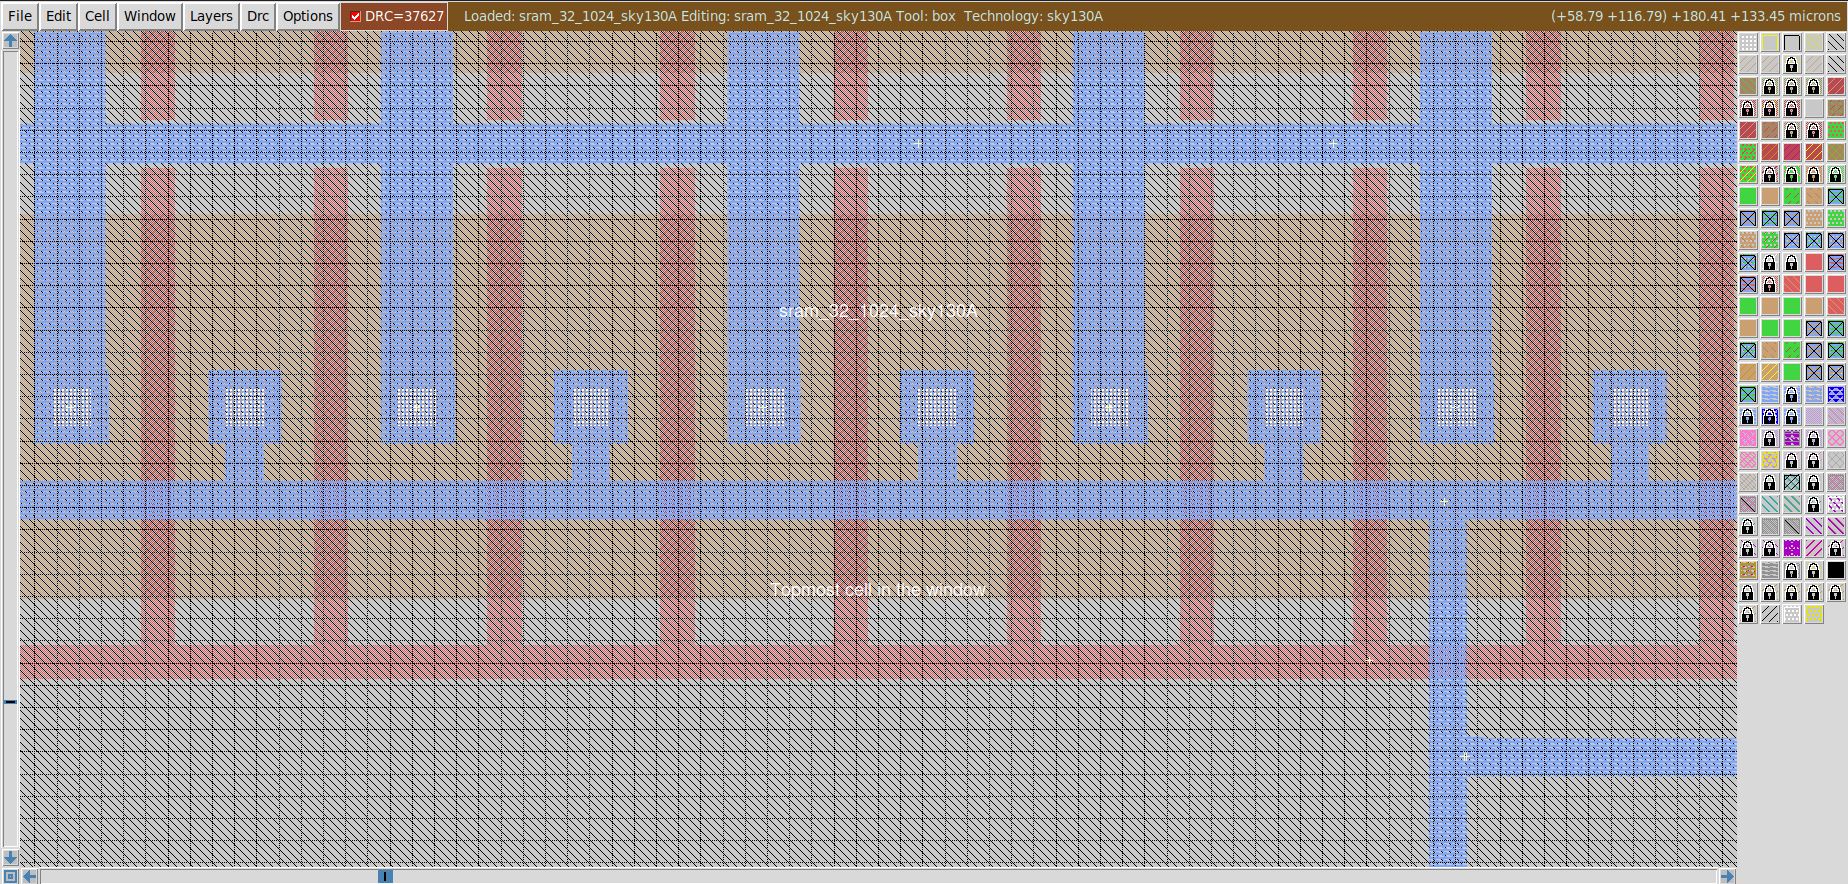 File Edit Cell Window Layers Drc Options DRC=37627 Loaded: sram_32_1024_sky130A Editing: sram_32_1024_sky130A Tool: box Technology: sky130A (+58.79 +116.79) +180.41 +133.45 microns
sram_32_1024_sky130A
Topmost cell in the window